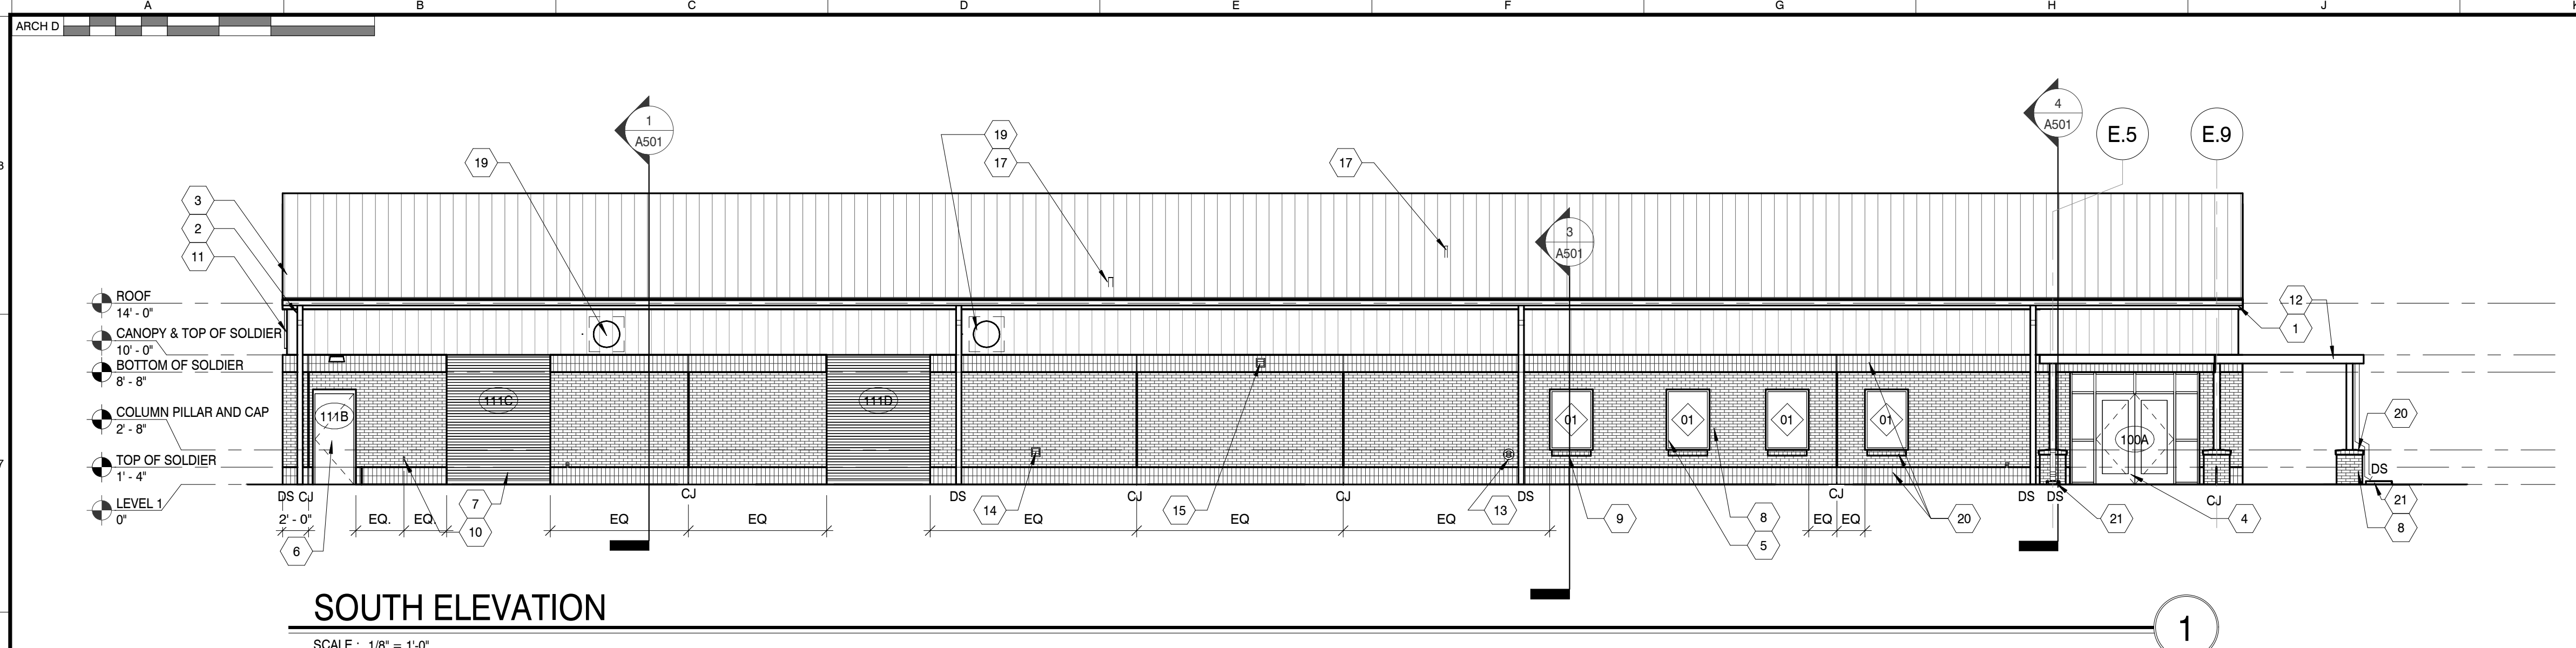 A B C D E F G H J
ARCH D
1
A501
4
A501
E.5 E.9
19
19
17
17
3
2
11
3
A501
ROOF
14' - 0"
CANOPY & TOP OF SOLDIER
10' - 0"
BOTTOM OF SOLDIER
8' - 8"
COLUMN PILLAR AND CAP
2' - 8"
TOP OF SOLDIER
1' - 4"
LEVEL 1
0"
12
1
111B
111C
111D
01 01 01 01
100A
20
DS
DS CJ
CJ
DS
CJ
CJ
DS
CJ
DS DS
CJ
2' - 0"
EQ. EQ.
EQ EQ
EQ EQ EQ
EQ EQ
6
7
10
14
15
13
9
8
5
20
21
4
21
8
SOUTH ELEVATION
1
SCALE : 1/8" = 1'-0"